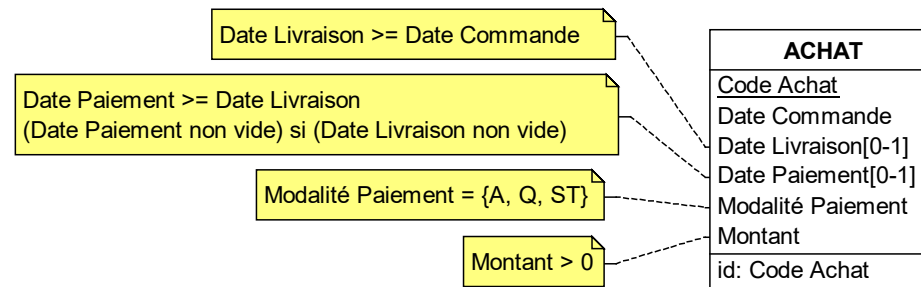 Date Livraison >= Date Commande
Date Paiement >= Date Livraison
(Date Paiement non vide) si (Date Livraison non vide)
Modalité Paiement = {A, Q, ST}
Montant > 0
ACHAT
Code Achat
Date Commande
Date Livraison[0-1]
Date Paiement[0-1]
Modalité Paiement
Montant
id: Code Achat